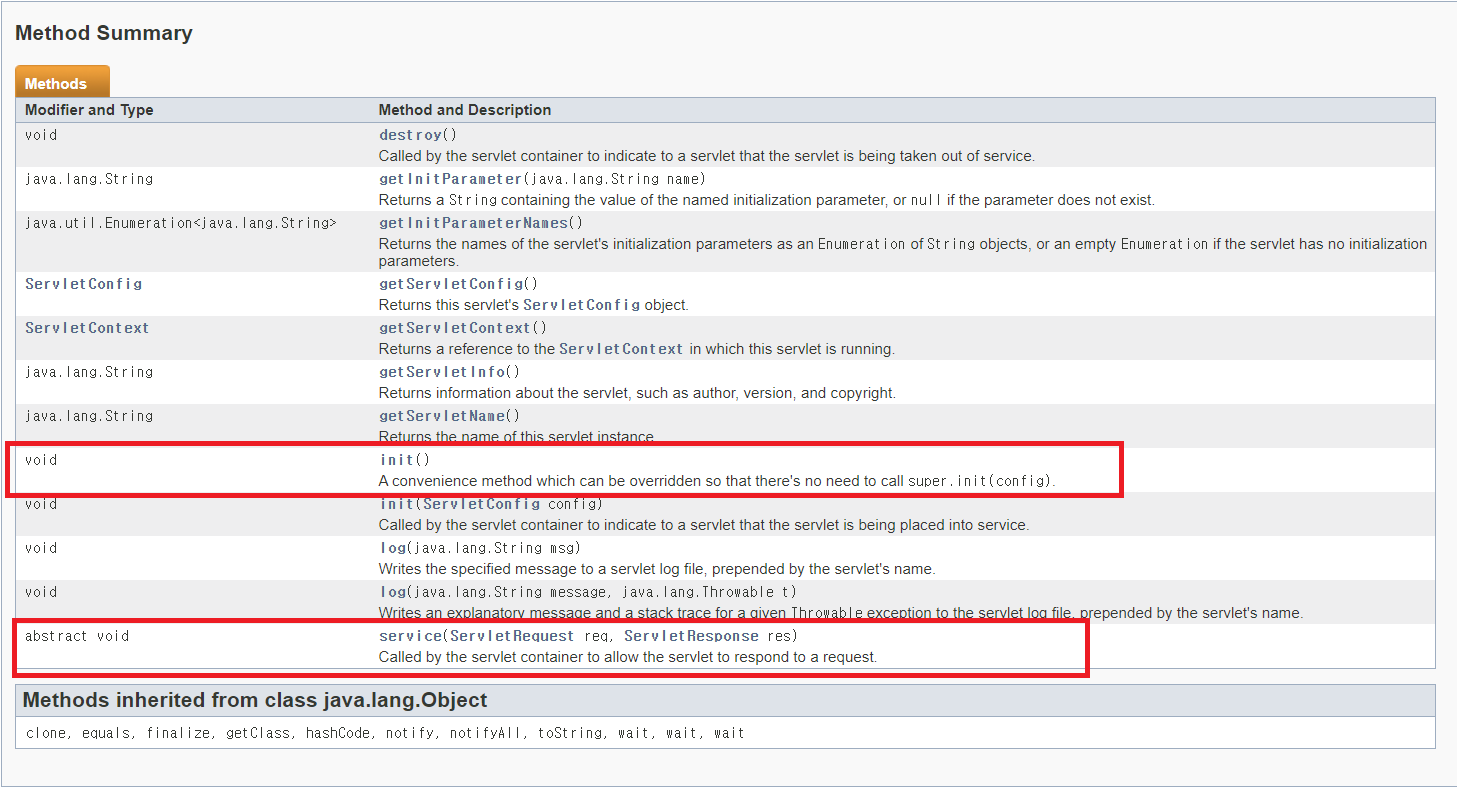 Method Summary
Methods
Modifier and Type Method and Description
void destroy()
Called by the servlet container to indicate to a servlet that the servlet is being taken out of service.
java.lang.String getInitParameter(java.lang.String name)
Returns a String containing the value of the named initialization parameter, or null if the parameter does not exist.
java.util.Enumeration<java.lang.String> getInitParameterNames()
Returns the names of the servlet's initialization parameters as an Enumeration of String objects, or an empty Enumeration if the servlet has no initialization
parameters.
ServletConfig getServletConfig()
Returns this servlet's ServletConfig object.
ServletContext getServletContext()
Returns a reference to the ServletContext in which this servlet is running.
java.lang.String getServletInfo()
Returns information about the servlet, such as author, version, and copyright.
java.lang.String getServletName()
Returns the name of this servlet instance
void init()
A convenience method which can be overridden so that there's no need to call super.init(config).
void init(ServletConfig config)
Called by the servlet container to indicate to a servlet that the servlet is being placed into service.
void log(java.lang.String msg)
Writes the specified message to a servlet log file, prepended by the servlet's name.
void log(java.lang.String message, java.lang.Throwable t)
Writes an explanatory message and a stack trace for a given Throwable exception to the servlet log file, prepended by the servlet's name.
abstract void service(ServletRequest req, ServletResponse res)
Called by the servlet container to allow the servlet to respond to a request.
Methods inherited from class java.lang.Object
clone, equals, finalize, getClass, hashCode, notify, notifyAll, toString, wait, wait, wait